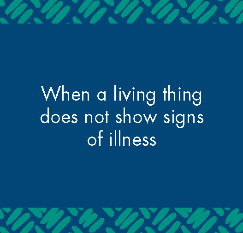 When a living thing
does not show signs
of illness